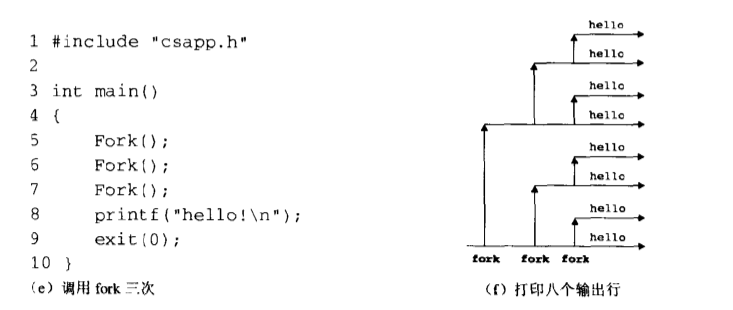 1 #include "csapp.h"
2
3 int main()
4 {
5     Fork();
6     Fork();
7     Fork();
8     printf("hello!\n");
9     exit(0);
10 }
(e) 调用 fork 三次
hello
hello
hello
hello
hello
hello
hello
hello
fork fork fork
(f) 打印八个输出行